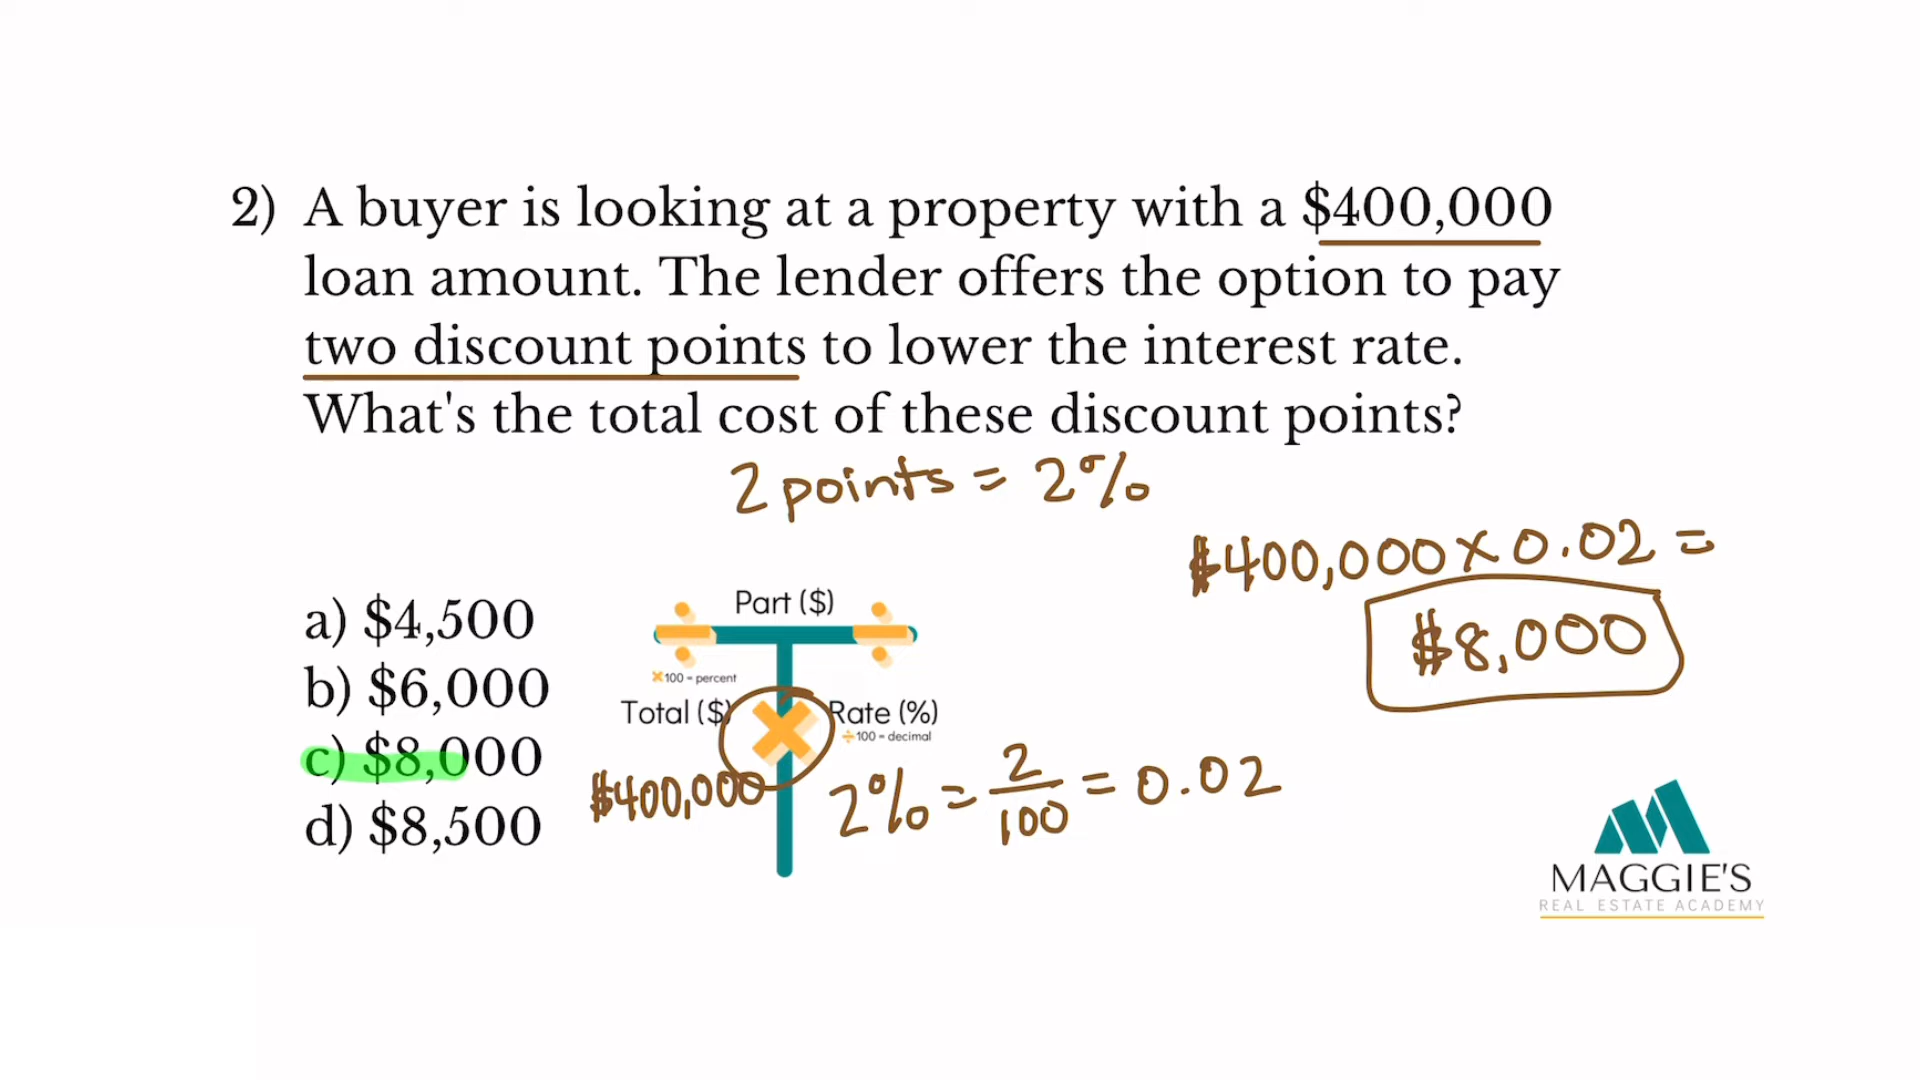 2) A buyer is looking at a property with a $400,000
loan amount. The lender offers the option to pay
two discount points to lower the interest rate.
What's the total cost of these discount points?
2 points = 2%
$400,000 x 0.02 =
$8,000
a) $4,500
b) $6,000
c) $8,000
d) $8,500
Part ($)
×100 = percent
Total ($)
Rate (%)
÷100 = decimal
$400,000
2% = 2/100 = 0.02
MAGGIE'S
REAL ESTATE ACADEMY